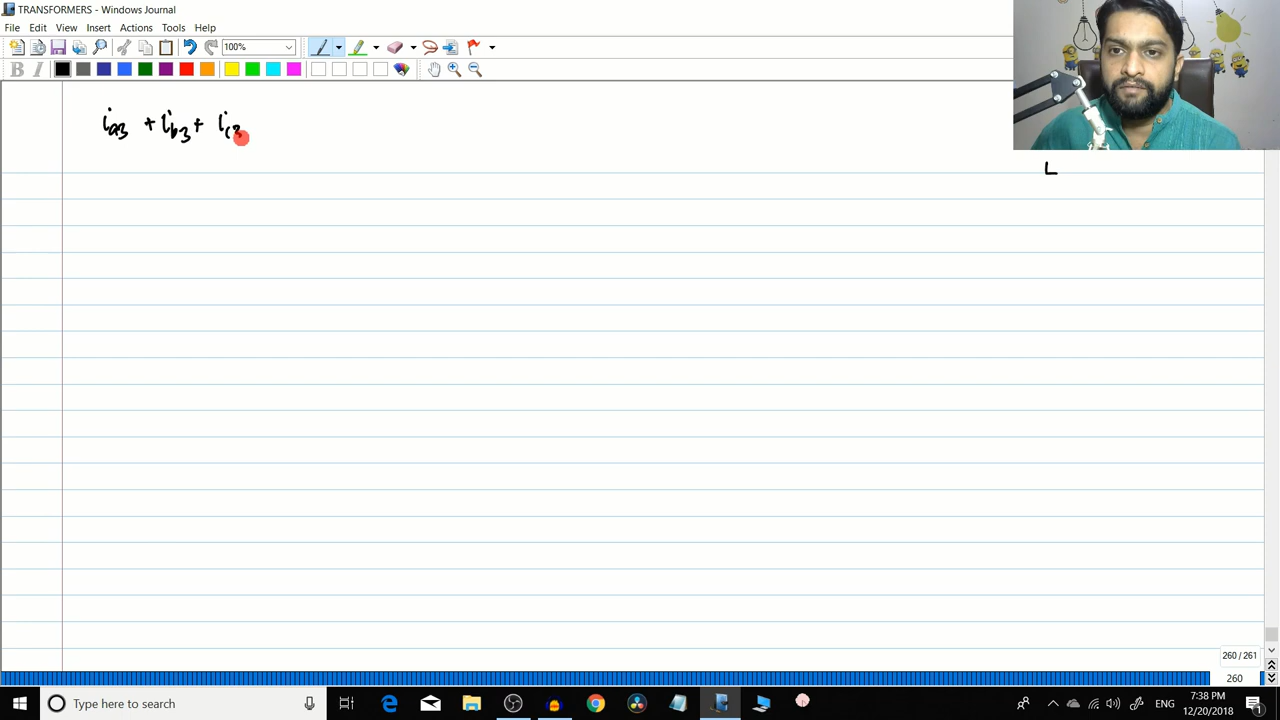 TRANSFORMERS - Windows Journal
File Edit View Insert Actions Tools Help
100%
B I
ia3 + ib3 + ic3
L
260 / 261
260
Type here to search
ENG
7:38 PM
12/20/2018
1